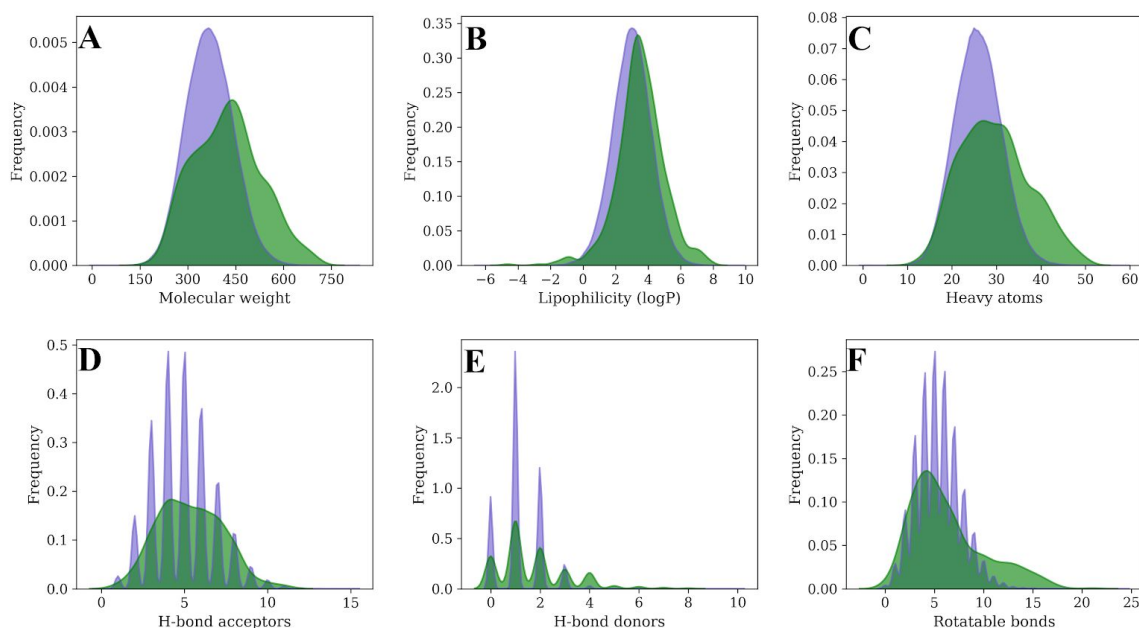 A
Frequency
0.005
0.004
0.003
0.002
0.001
0.000
0 150 300 450 600 750
Molecular weight
B
Frequency
0.35
0.30
0.25
0.20
0.15
0.10
0.05
0.00
−6 −4 −2 0 2 4 6 8 10
Lipophilicity (logP)
C
Frequency
0.08
0.07
0.06
0.05
0.04
0.03
0.02
0.01
0.00
0 10 20 30 40 50 60
Heavy atoms
D
Frequency
0.5
0.4
0.3
0.2
0.1
0.0
0 5 10 15
H-bond acceptors
E
Frequency
2.0
1.5
1.0
0.5
0.0
0 2 4 6 8 10
H-bond donors
F
Frequency
0.25
0.20
0.15
0.10
0.05
0.00
0 5 10 15 20 25
Rotatable bonds